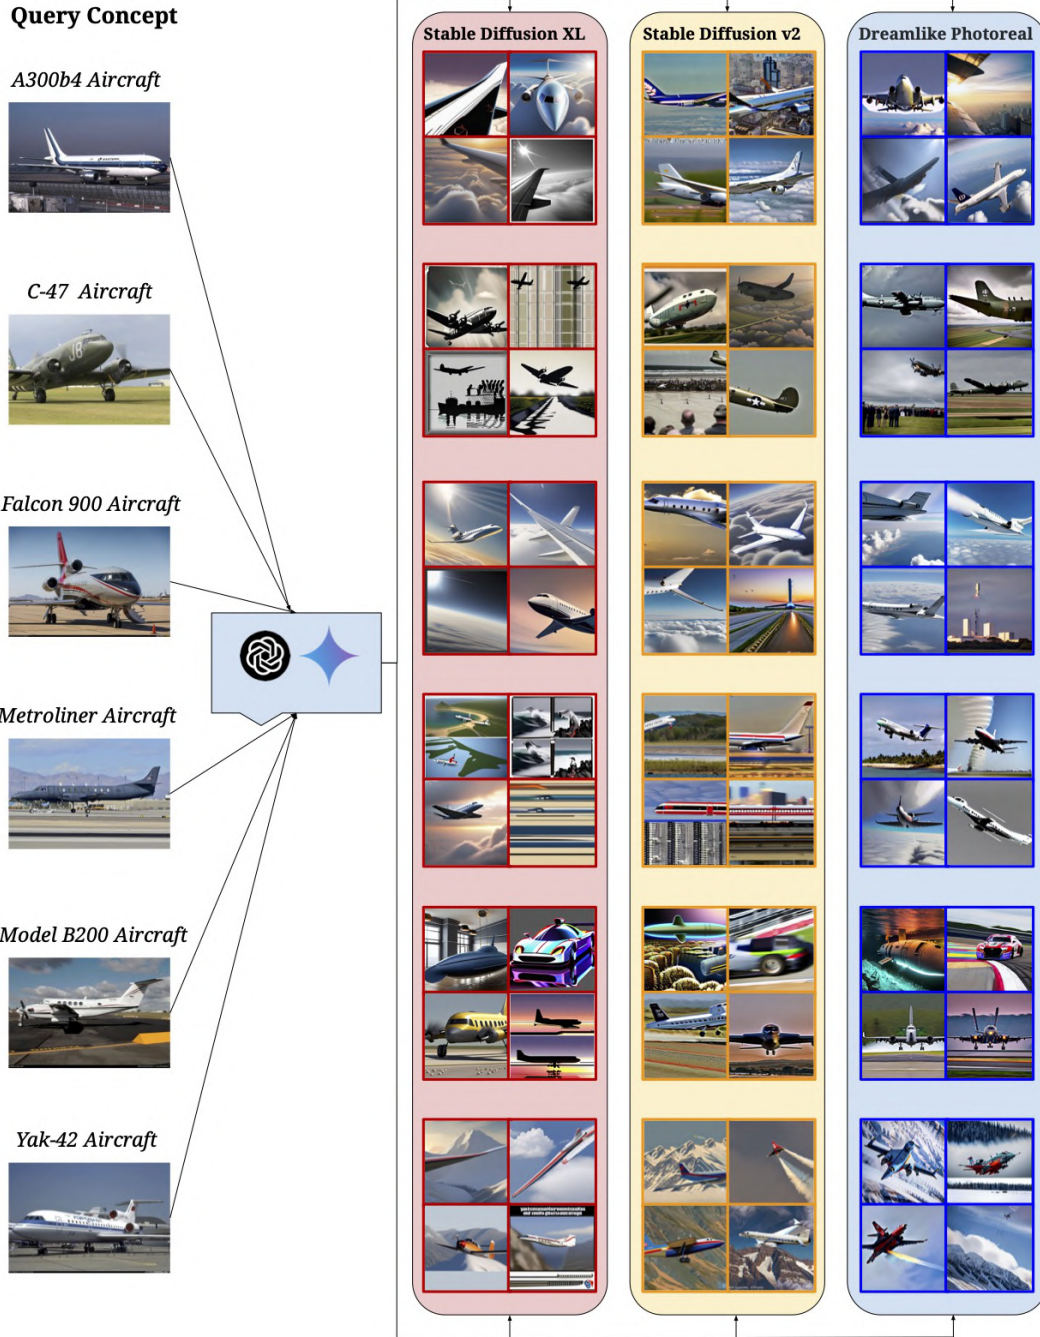 Query Concept
Stable Diffusion XL
Stable Diffusion v2
Dreamlike Photoreal
A300b4 Aircraft
C-47 Aircraft
J8
Falcon 900 Aircraft
Metroliner Aircraft
Model B200 Aircraft
Yak-42 Aircraft